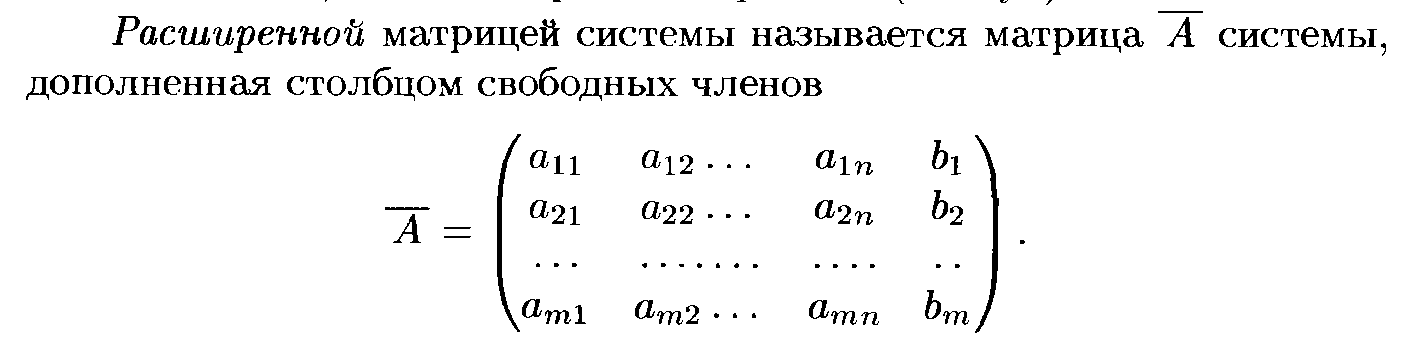 Расширенной матрицей системы называется матрица A̅ системы,
дополненная столбцом свободных членов
a₁₁ a₁₂ … a₁ₙ b₁
a₂₁ a₂₂ … a₂ₙ b₂
A̅ = ( … ....... .... .. ) .
aₘ₁ aₘ₂ … aₘₙ bₘ